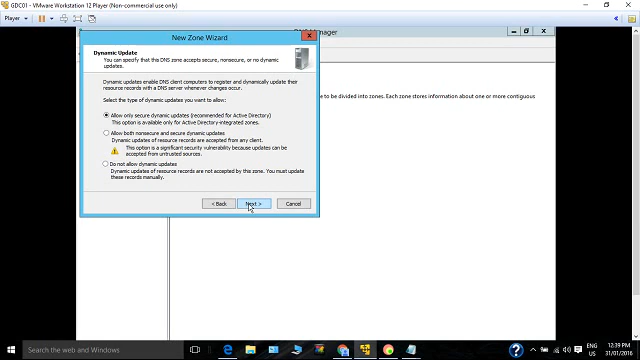 GDC01 - VMware Workstation 12 Player (Non-commercial use only)
Player
New Zone Wizard
Manager
Dynamic Update
You can specify that this DNS zone accepts secure, nonsecure, or no dynamic
updates.
Dynamic updates enable DNS client computers to register and dynamically update their
resource records with a DNS server whenever changes occur.
Select the type of dynamic updates you want to allow:
Allow only secure dynamic updates (recommended for Active Directory)
This option is available only for Active Directory-integrated zones.
Allow both nonsecure and secure dynamic updates
Dynamic updates of resource records are accepted from any client.
This option is a significant security vulnerability because updates can be
accepted from untrusted sources.
Do not allow dynamic updates
Dynamic updates of resource records are not accepted by this zone. You must update
these records manually.
< Back
Next >
Cancel
e to be divided into zones. Each zone stores information about one or more contiguous
Search the web and Windows
ENG
US
12:39 PM
31/01/2016